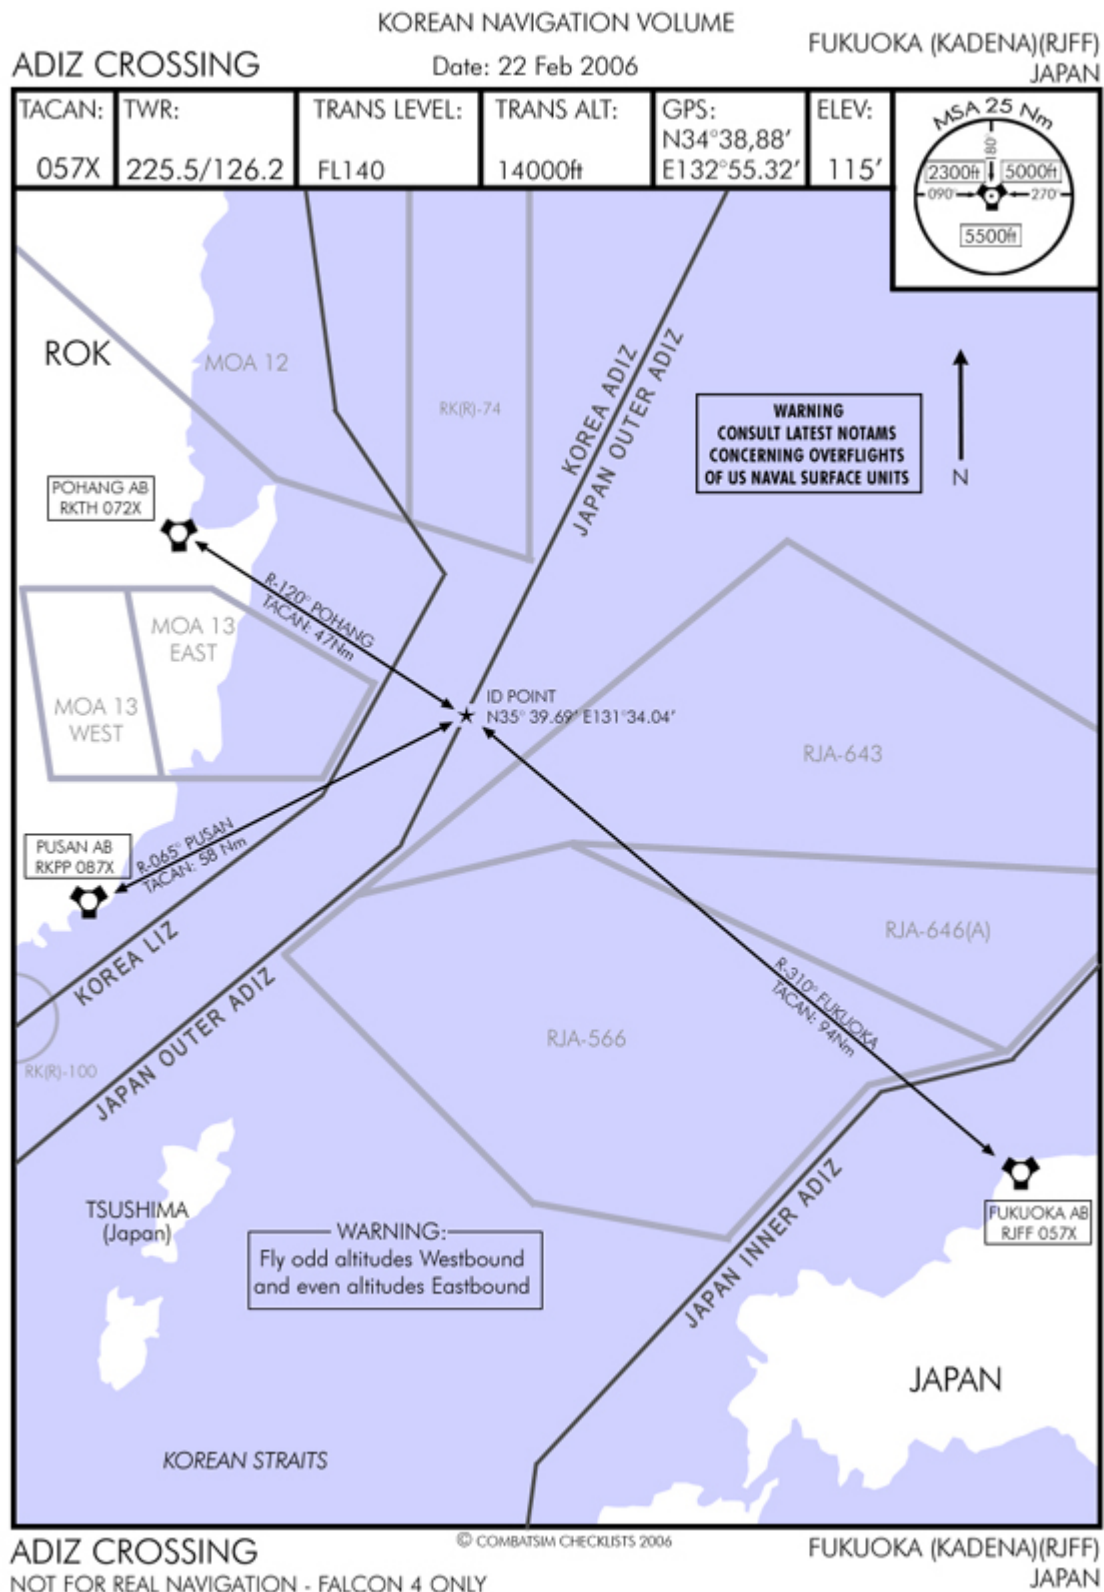 KOREAN NAVIGATION VOLUME
ADIZ CROSSING
Date: 22 Feb 2006
FUKUOKA (KADENA)(RJFF)
JAPAN
TACAN:
057X
TWR:
225.5/126.2
TRANS LEVEL:
FL140
TRANS ALT:
14000ft
GPS:
N34°38,88'
E132°55.32'
ELEV:
115'
MSA 25 Nm
180°
2300ft
5000ft
090°
270°
5500ft
ROK
MOA 12
RK(R)-74
KOREA ADIZ
JAPAN OUTER ADIZ
WARNING
CONSULT LATEST NOTAMS
CONCERNING OVERFLIGHTS
OF US NAVAL SURFACE UNITS
N
POHANG AB
RKTH 072X
R-120° POHANG
TACAN: 47Nm
MOA 13
EAST
MOA 13
WEST
ID POINT
N35° 39.69' E131°34.04'
RJA-643
PUSAN AB
RKPP 087X
R-065° PUSAN
TACAN: 58 Nm
KOREA LIZ
JAPAN OUTER ADIZ
RJA-646(A)
R-310° FUKUOKA
TACAN: 94Nm
RJA-566
RK(R)-100
TSUSHIMA
(Japan)
WARNING:
Fly odd altitudes Westbound
and even altitudes Eastbound
JAPAN INNER ADIZ
FUKUOKA AB
RJFF 057X
JAPAN
KOREAN STRAITS
© COMBATSIM CHECKLISTS 2006
ADIZ CROSSING
NOT FOR REAL NAVIGATION - FALCON 4 ONLY
FUKUOKA (KADENA)(RJFF)
JAPAN